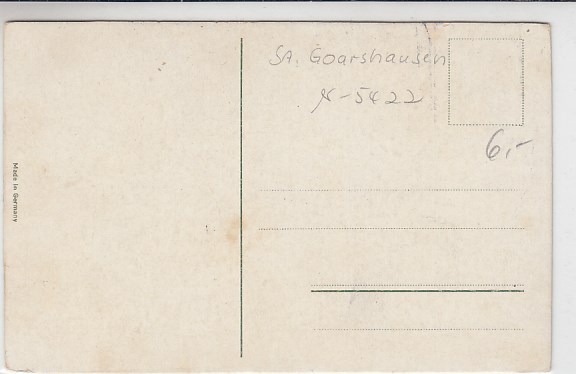 St. Goarshausen
X-5422
6,-
Made in Germany